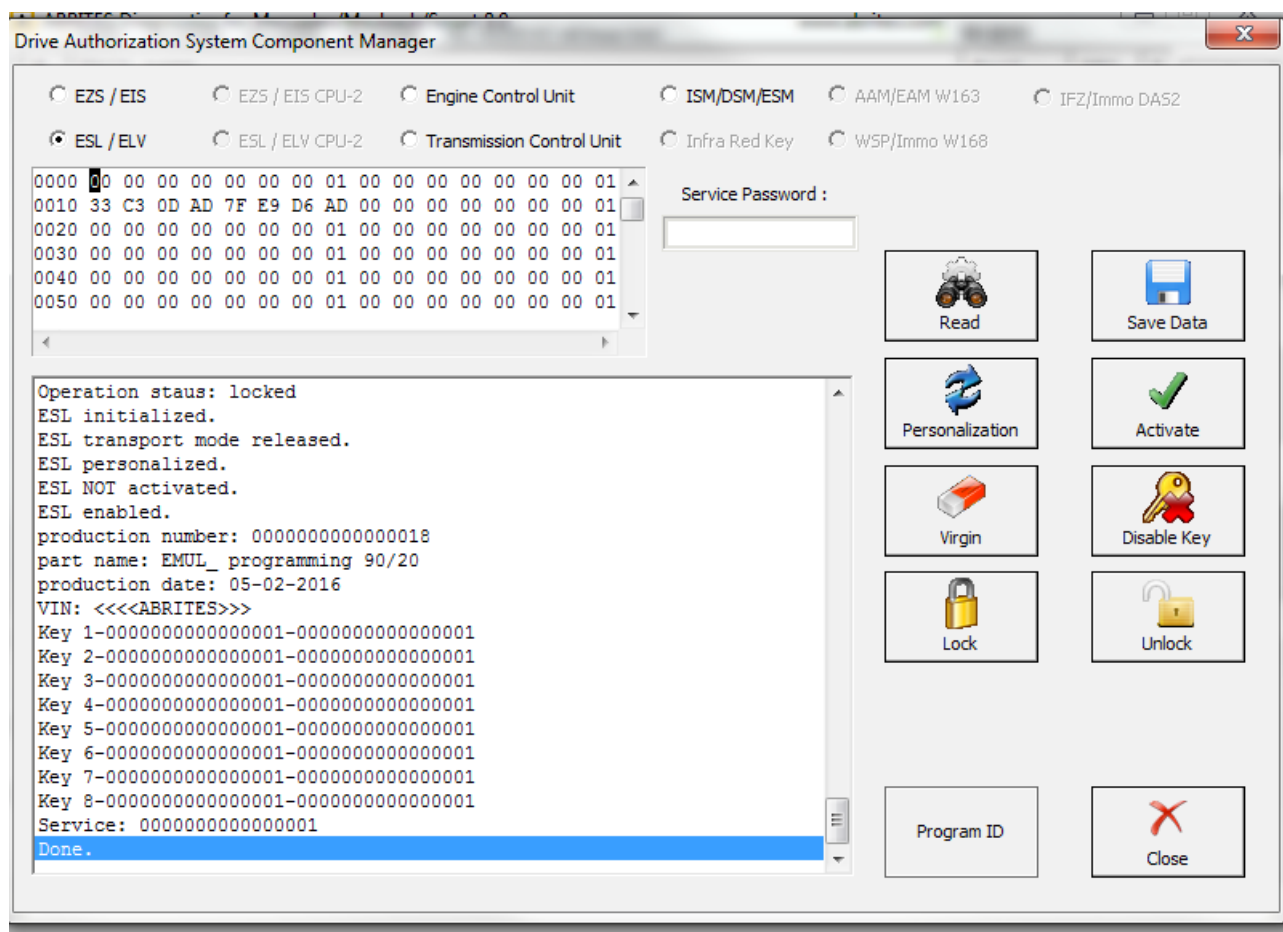 Drive Authorization System Component Manager
EZS / EIS
EZS / EIS CPU-2
Engine Control Unit
ISM/DSM/ESM
AAM/EAM W163
IFZ/Immo DAS2
ESL / ELV
ESL / ELV CPU-2
Transmission Control Unit
Infra Red Key
WSP/Immo W168
0000 00 00 00 00 00 00 00 01 00 00 00 00 00 00 00 01
0010 33 C3 0D AD 7F E9 D6 AD 00 00 00 00 00 00 00 01
0020 00 00 00 00 00 00 00 01 00 00 00 00 00 00 00 01
0030 00 00 00 00 00 00 00 01 00 00 00 00 00 00 00 01
0040 00 00 00 00 00 00 00 01 00 00 00 00 00 00 00 01
0050 00 00 00 00 00 00 00 01 00 00 00 00 00 00 00 01
Service Password :
Read
Save Data
Personalization
Activate
Virgin
Disable Key
Lock
Unlock
Program ID
Close
Operation staus: locked
ESL initialized.
ESL transport mode released.
ESL personalized.
ESL NOT activated.
ESL enabled.
production number: 0000000000000018
part name: EMUL_ programming 90/20
production date: 05-02-2016
VIN: <<<<ABRITES>>>
Key 1-0000000000000001-0000000000000001
Key 2-0000000000000001-0000000000000001
Key 3-0000000000000001-0000000000000001
Key 4-0000000000000001-0000000000000001
Key 5-0000000000000001-0000000000000001
Key 6-0000000000000001-0000000000000001
Key 7-0000000000000001-0000000000000001
Key 8-0000000000000001-0000000000000001
Service: 0000000000000001
Done.